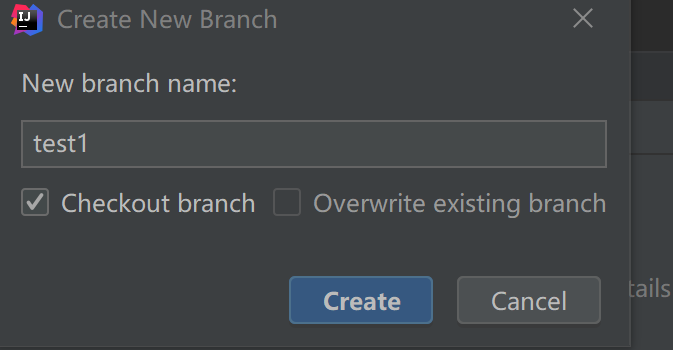 IJ
Create New Branch
New branch name:
test1
Checkout branch
Overwrite existing branch
tails
Create
Cancel